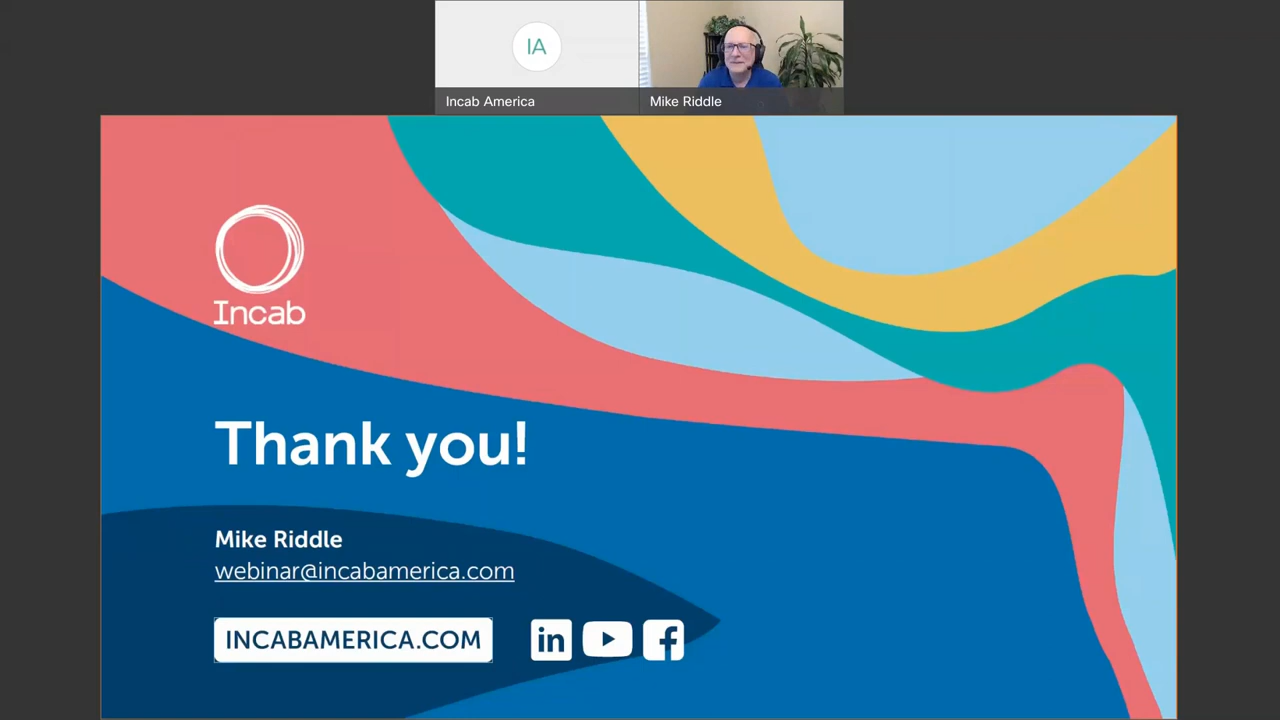 IA
Incab America
Mike Riddle
Incab
Thank you!
Mike Riddle
webinar@incabamerica.com
INCABAMERICA.COM
in
f